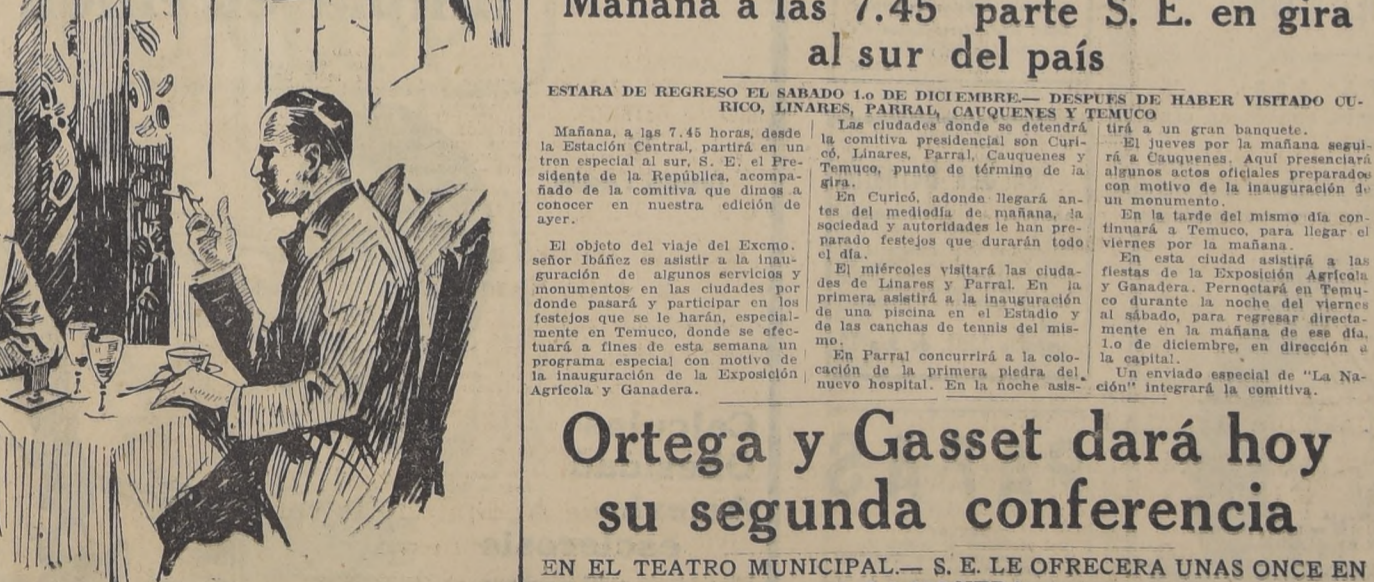 Mañana a las 7.45 parte S. E. en gira
al sur del país
ESTARA DE REGRESO EL SABADO 1.o DE DICIEMBRE.— DESPUES DE HABER VISITADO CU-
RICO, LINARES, PARRAL, CAUQUENES Y TEMUCO
Mañana, a las 7.45 horas, desde
la Estación Central, partirá en un
tren especial al sur, S. E. el Pre-
sidente de la República, acompa-
ñado de la comitiva que dimos a
conocer en nuestra edición de
ayer.
El objeto del viaje del Excmo.
señor Ibáñez es asistir a la inau-
guración de algunos servicios y
monumentos en las ciudades por
donde pasará y participar en los
festejos que se le harán, especial-
mente en Temuco, donde se efec-
tuará a fines de esta semana un
programa especial con motivo de
la inauguración de la Exposición
Agrícola y Ganadera.
Las ciudades donde se detendrá
la comitiva presidencial son Curi-
có, Linares, Parral, Cauquenes y
Temuco, punto de término de la
gira.
En Curicó, adonde llegará an-
tes del mediodía de mañana, la
sociedad y autoridades le han pre-
parado festejos que durarán todo
el día.
El miércoles visitará las ciuda-
des de Linares y Parral. En la
primera asistirá a la inauguración
de una piscina en el Estadio y
de las canchas de tennis del mis-
mo.
En Parral concurrirá a la colo-
cación de la primera piedra del
nuevo hospital. En la noche asis-
tirá a un gran banquete.
El jueves por la mañana segui-
rá a Cauquenes. Aquí presenciará
algunos actos oficiales preparados
con motivo de la inauguración de
un monumento.
En la tarde del mismo día con-
tinuará a Temuco, para llegar el
viernes por la mañana.
En esta ciudad asistirá a las
fiestas de la Exposición Agrícola
y Ganadera. Pernoctará en Temu-
co durante la noche del viernes
al sábado, para regresar directa-
mente en la mañana de ese día,
1.o de diciembre, en dirección a
la capital.
Un enviado especial de "La Na-
ción" integrará la comitiva.
Ortega y Gasset dará hoy
su segunda conferencia
EN EL TEATRO MUNICIPAL.— S. E. LE OFRECERA UNAS ONCE EN